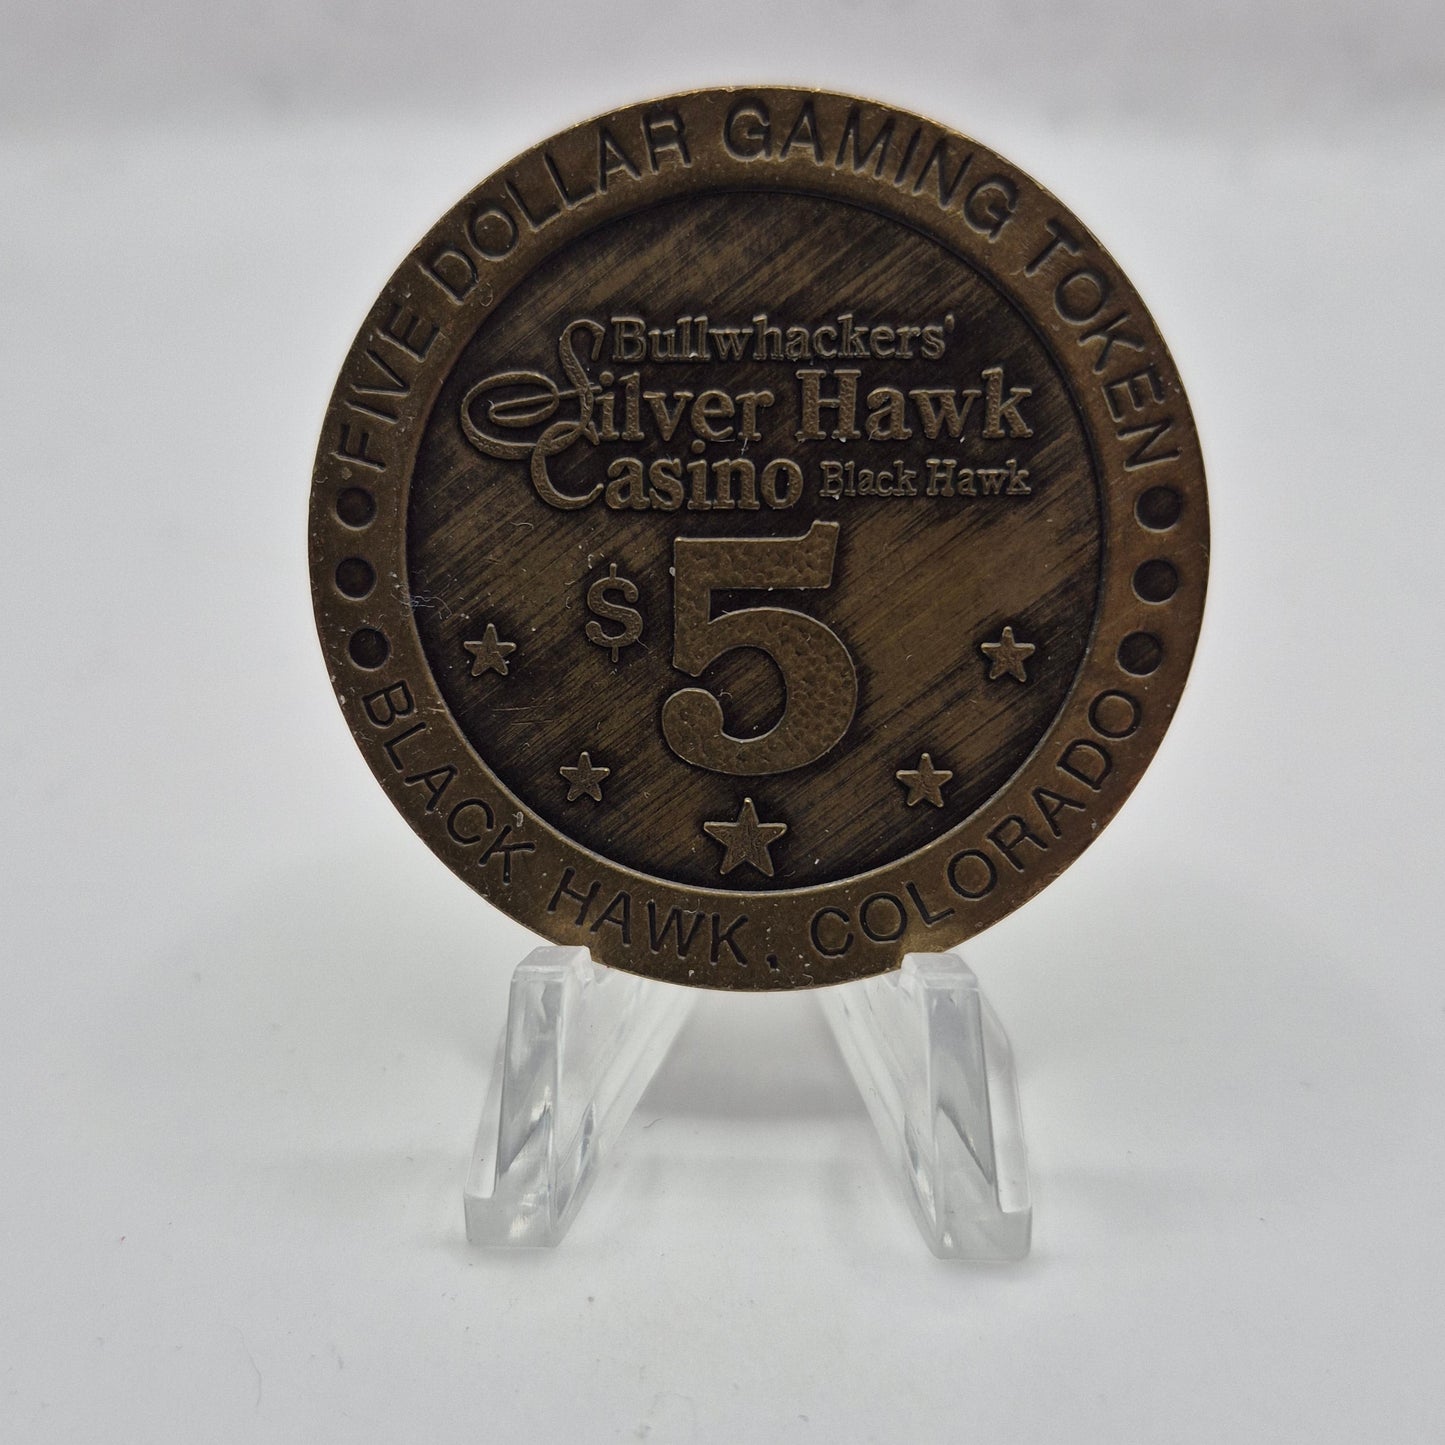 FIVE DOLLAR GAMING TOKEN
Bullwhackers'
Silver Hawk
Casino Black Hawk
$5
BLACK HAWK, COLORADO